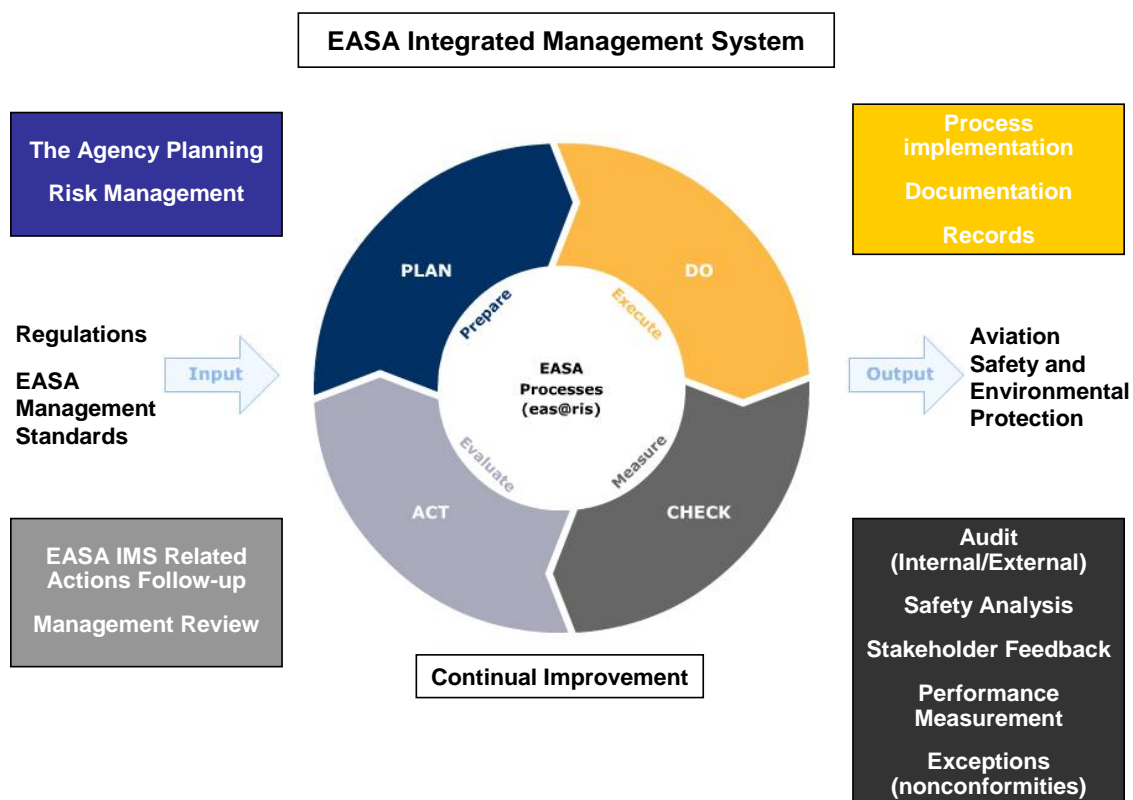 EASA Integrated Management System
The Agency Planning
Risk Management
Process
implementation
Documentation
Records
PLAN
DO
Prepare
Execute
Regulations
EASA
Management
Standards
Input
EASA
Processes
(eas@ris)
Output
Aviation
Safety and
Environmental
Protection
Evaluate
Measure
ACT
CHECK
EASA IMS Related
Actions Follow-up
Management Review
Continual Improvement
Audit
(Internal/External)
Safety Analysis
Stakeholder Feedback
Performance
Measurement
Exceptions
(nonconformities)